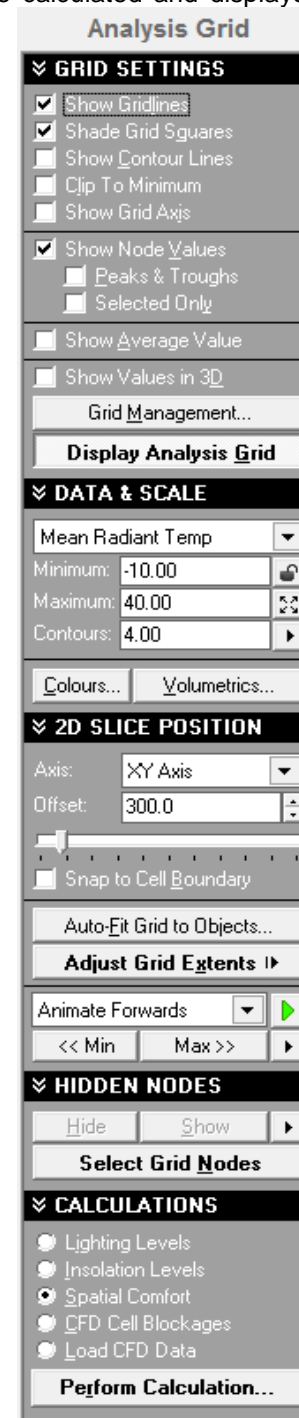 calculated and displaye
Analysis Grid
GRID SETTINGS
Show Gridlines
Shade Grid Squares
Show Contour Lines
Clip To Minimum
Show Grid Axis
Show Node Values
Peaks & Troughs
Selected Only
Show Average Value
Show Values in 3D
Grid Management...
Display Analysis Grid
DATA & SCALE
Mean Radiant Temp
Minimum: -10.00
Maximum: 40.00
Contours: 4.00
Colours... Volumetrics...
2D SLICE POSITION
Axis: XY Axis
Offset: 300.0
Snap to Cell Boundary
Auto-Fit Grid to Objects...
Adjust Grid Extents
Animate Forwards
<< Min Max >>
HIDDEN NODES
Hide Show
Select Grid Nodes
CALCULATIONS
Lighting Levels
Insolation Levels
Spatial Comfort
CFD Cell Blockages
Load CFD Data
Perform Calculation...